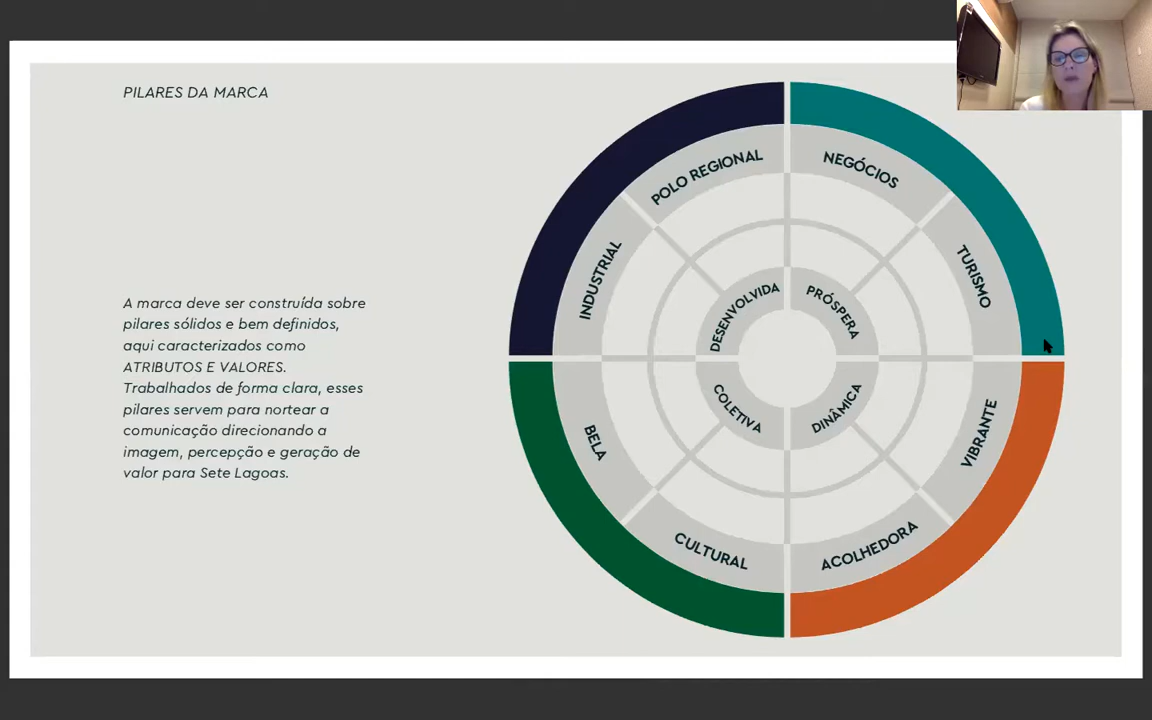 PILARES DA MARCA
A marca deve ser construída sobre
pilares sólidos e bem definidos,
aqui caracterizados como
ATRIBUTOS E VALORES.
Trabalhados de forma clara, esses
pilares servem para nortear a
comunicação direcionando a
imagem, percepção e geração de
valor para Sete Lagoas.
POLO REGIONAL
NEGÓCIOS
INDUSTRIAL
TURISMO
DESENVOLVIDA
PRÓSPERA
COLETIVA
DINÂMICA
BELA
VIBRANTE
CULTURAL
ACOLHEDORA